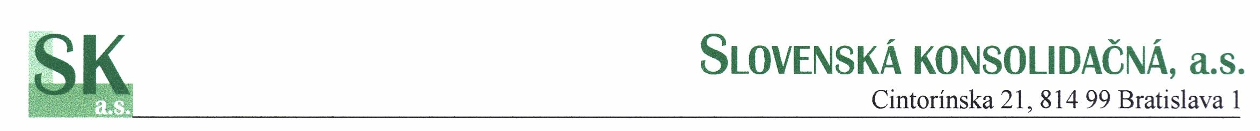 SK
a.s.
SLOVENSKÁ KONSOLIDAČNÁ, a.s.
Cintorínska 21, 814 99 Bratislava 1